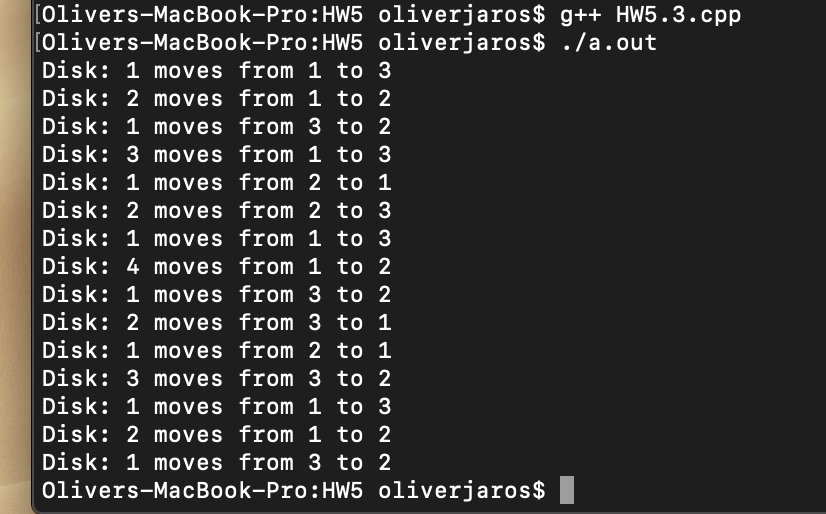 [Olivers-MacBook-Pro:HW5 oliverjaros$ g++ HW5.3.cpp
[Olivers-MacBook-Pro:HW5 oliverjaros$ ./a.out
Disk: 1 moves from 1 to 3
Disk: 2 moves from 1 to 2
Disk: 1 moves from 3 to 2
Disk: 3 moves from 1 to 3
Disk: 1 moves from 2 to 1
Disk: 2 moves from 2 to 3
Disk: 1 moves from 1 to 3
Disk: 4 moves from 1 to 2
Disk: 1 moves from 3 to 2
Disk: 2 moves from 3 to 1
Disk: 1 moves from 2 to 1
Disk: 3 moves from 3 to 2
Disk: 1 moves from 1 to 3
Disk: 2 moves from 1 to 2
Disk: 1 moves from 3 to 2
Olivers-MacBook-Pro:HW5 oliverjaros$